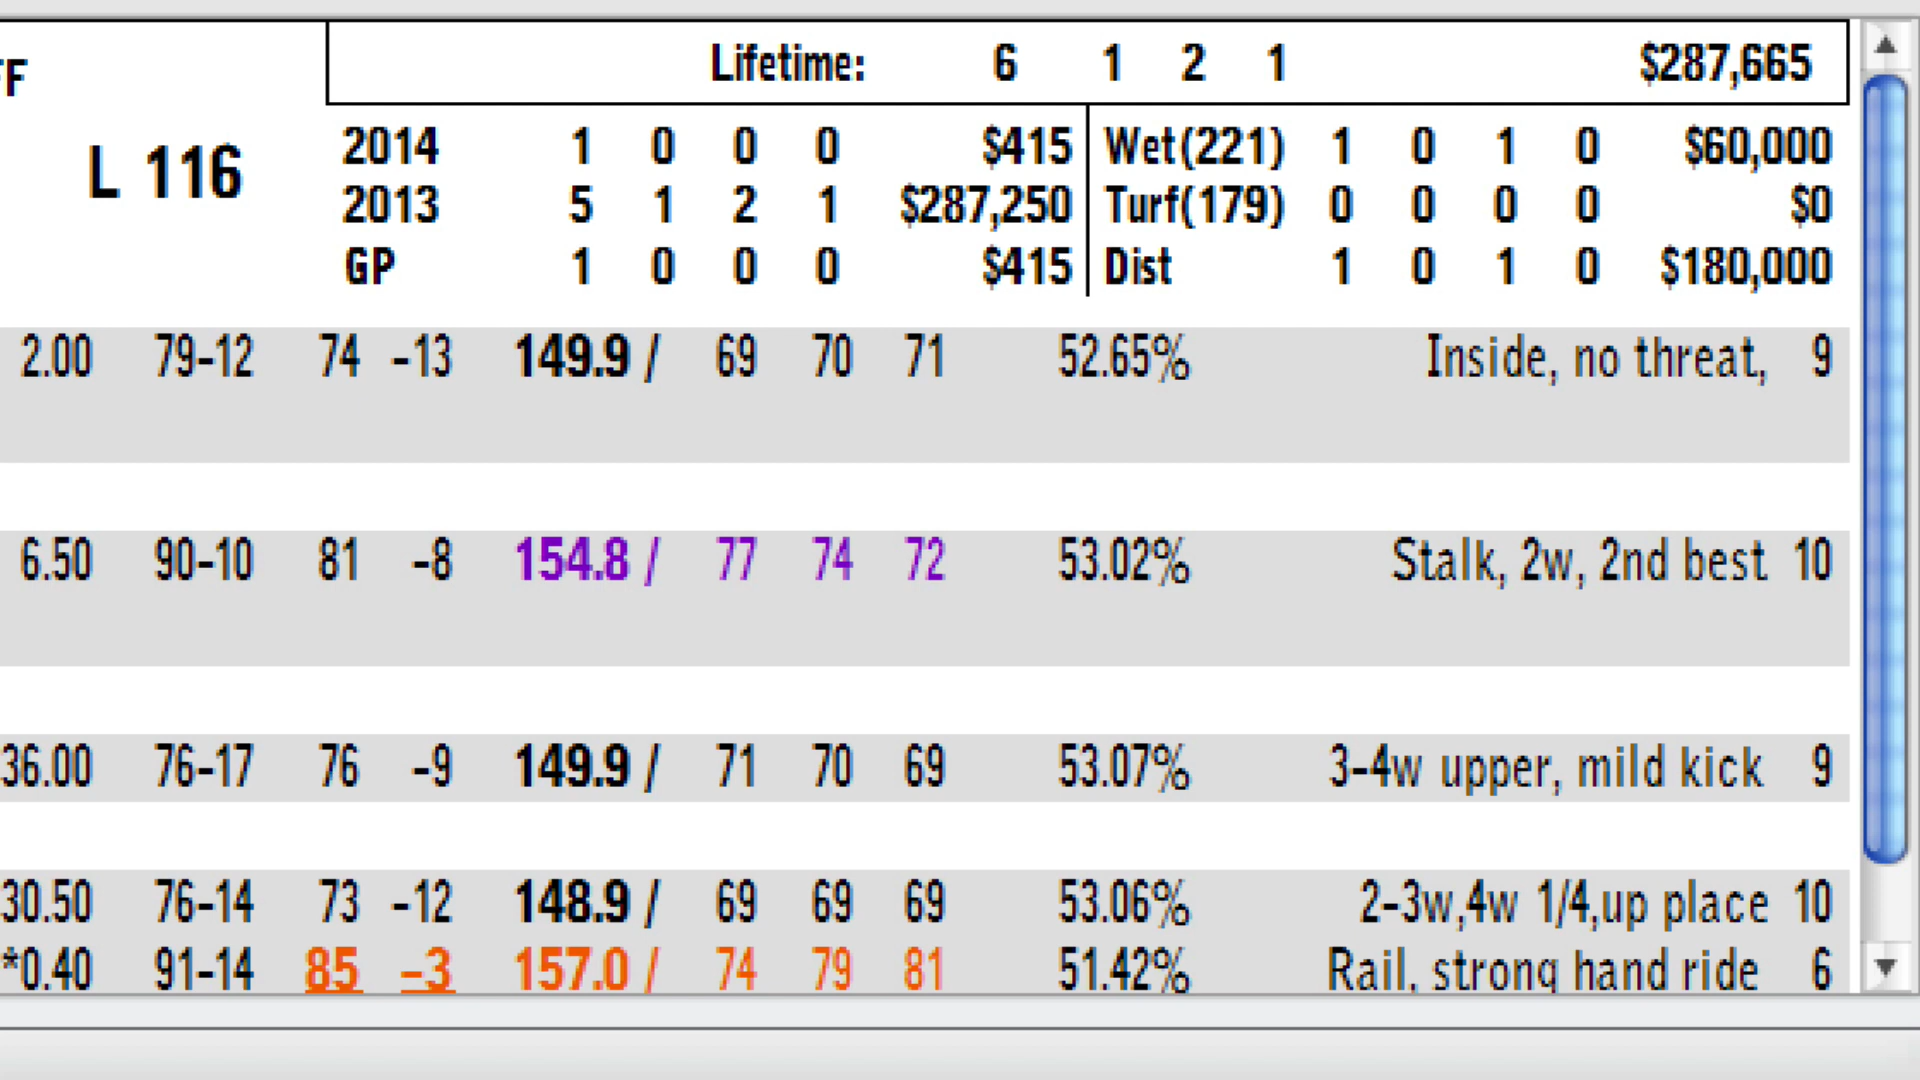 FF
Lifetime: 6 1 2 1 $287,665
L 116
2014 1 0 0 0 $415 Wet(221) 1 0 1 0 $60,000
2013 5 1 2 1 $287,250 Turf(179) 0 0 0 0 $0
GP 1 0 0 0 $415 Dist 1 0 1 0 $180,000
2.00 79-12 74 -13 149.9 / 69 70 71 52.65% Inside, no threat, 9
6.50 90-10 81 -8 154.8 / 77 74 72 53.02% Stalk, 2w, 2nd best 10
36.00 76-17 76 -9 149.9 / 71 70 69 53.07% 3-4w upper, mild kick 9
30.50 76-14 73 -12 148.9 / 69 69 69 53.06% 2-3w,4w 1/4,up place 10
*0.40 91-14 85 -3 157.0 / 74 79 81 51.42% Rail, strong hand ride 6